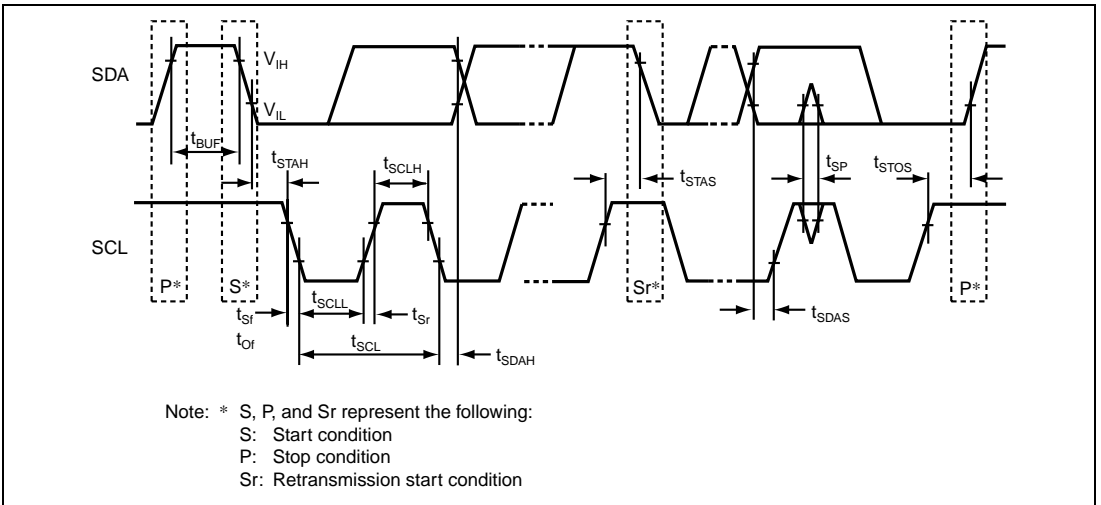 SDA
V_IH
V_IL
t_BUF
t_STAH
t_SCLH
t_STAS
t_SP
t_STOS
SCL
P*
S*
Sr*
P*
t_Sf
t_Of
t_SCLL
t_Sr
t_SCL
t_SDAH
t_SDAS
Note: * S, P, and Sr represent the following:
S: Start condition
P: Stop condition
Sr: Retransmission start condition